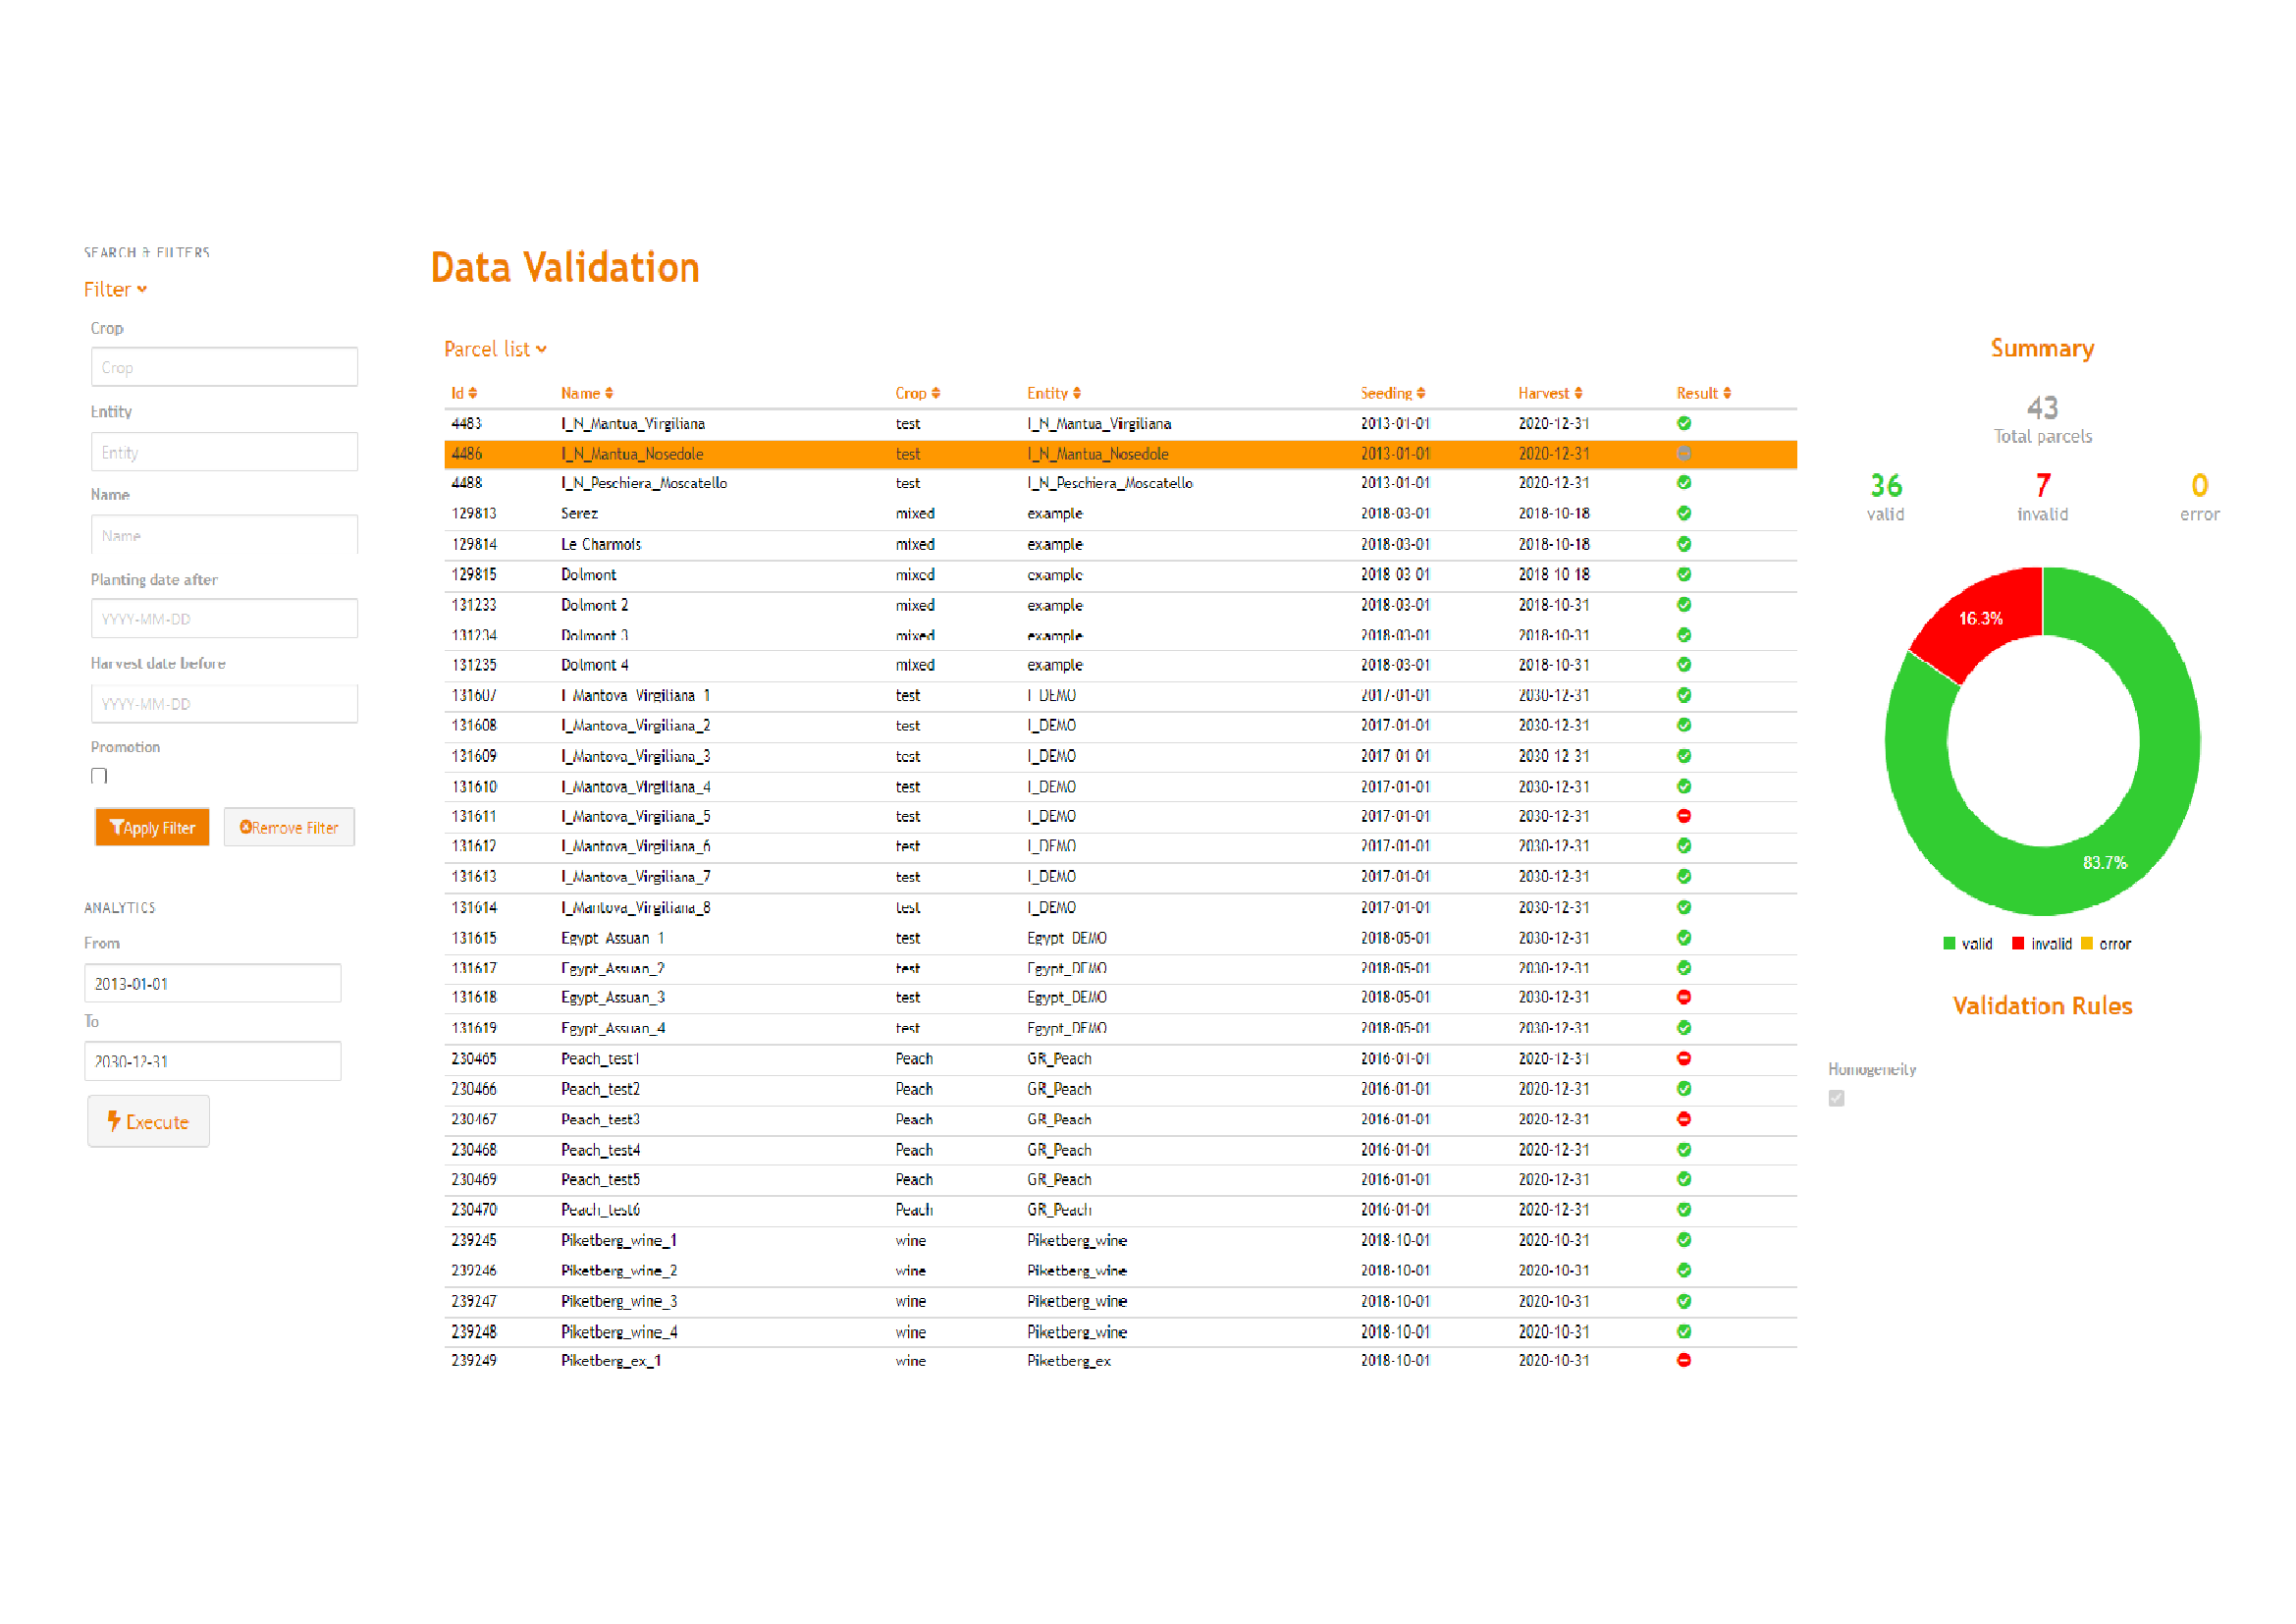 SEARCH & FILTERS
Filter
Crop
Crop
Entity
Entity
Name
Name
Planting date after
YYYY-MM-DD
Harvest date before
YYYY-MM-DD
Promotion
Apply Filter Remove Filter
ANALYTICS
From
2013-01-01
To
2030-12-31
Execute
Data Validation
Parcel list
Id Name Crop Entity Seeding Harvest Result
4483 I_N_Mantua_Virgiliana test I_N_Mantua_Virgiliana 2013-01-01 2020-12-31
4486 I_N_Mantua_Nosedole test I_N_Mantua_Nosedole 2013-01-01 2020-12-31
4488 I_N_Peschiera_Moscatello test I_N_Peschiera_Moscatello 2013-01-01 2020-12-31
129813 Serez mixed example 2018-03-01 2018-10-18
129814 Le Charmois mixed example 2018-03-01 2018-10-18
129815 Dolmont mixed example 2018-03-01 2018-10-18
131233 Dolmont 2 mixed example 2018-03-01 2018-10-31
131234 Dolmont 3 mixed example 2018-03-01 2018-10-31
131235 Dolmont 4 mixed example 2018-03-01 2018-10-31
131607 I_Mantova_Virgiliana_1 test I_DEMO 2017-01-01 2030-12-31
131608 I_Mantova_Virgiliana_2 test I_DEMO 2017-01-01 2030-12-31
131609 I_Mantova_Virgiliana_3 test I_DEMO 2017-01-01 2030-12-31
131610 I_Mantova_Virgiliana_4 test I_DEMO 2017-01-01 2030-12-31
131611 I_Mantova_Virgiliana_5 test I_DEMO 2017-01-01 2030-12-31
131612 I_Mantova_Virgiliana_6 test I_DEMO 2017-01-01 2030-12-31
131613 I_Mantova_Virgiliana_7 test I_DEMO 2017-01-01 2030-12-31
131614 I_Mantova_Virgiliana_8 test I_DEMO 2017-01-01 2030-12-31
131615 Egypt_Assuan_1 test Egypt_DEMO 2018-05-01 2030-12-31
131617 Egypt_Assuan_2 test Egypt_DEMO 2018-05-01 2030-12-31
131618 Egypt_Assuan_3 test Egypt_DEMO 2018-05-01 2030-12-31
131619 Egypt_Assuan_4 test Egypt_DEMO 2018-05-01 2030-12-31
230465 Peach_test1 Peach GR_Peach 2016-01-01 2020-12-31
230466 Peach_test2 Peach GR_Peach 2016-01-01 2020-12-31
230467 Peach_test3 Peach GR_Peach 2016-01-01 2020-12-31
230468 Peach_test4 Peach GR_Peach 2016-01-01 2020-12-31
230469 Peach_test5 Peach GR_Peach 2016-01-01 2020-12-31
230470 Peach_test6 Peach GR_Peach 2016-01-01 2020-12-31
239245 Piketberg_wine_1 wine Piketberg_wine 2018-10-01 2020-10-31
239246 Piketberg_wine_2 wine Piketberg_wine 2018-10-01 2020-10-31
239247 Piketberg_wine_3 wine Piketberg_wine 2018-10-01 2020-10-31
239248 Piketberg_wine_4 wine Piketberg_wine 2018-10-01 2020-10-31
239249 Piketberg_ex_1 wine Piketberg_ex 2018-10-01 2020-10-31
Summary
43
Total parcels
36 7 0
valid invalid error
16.3%
83.7%
valid invalid error
Validation Rules
Homogeneity